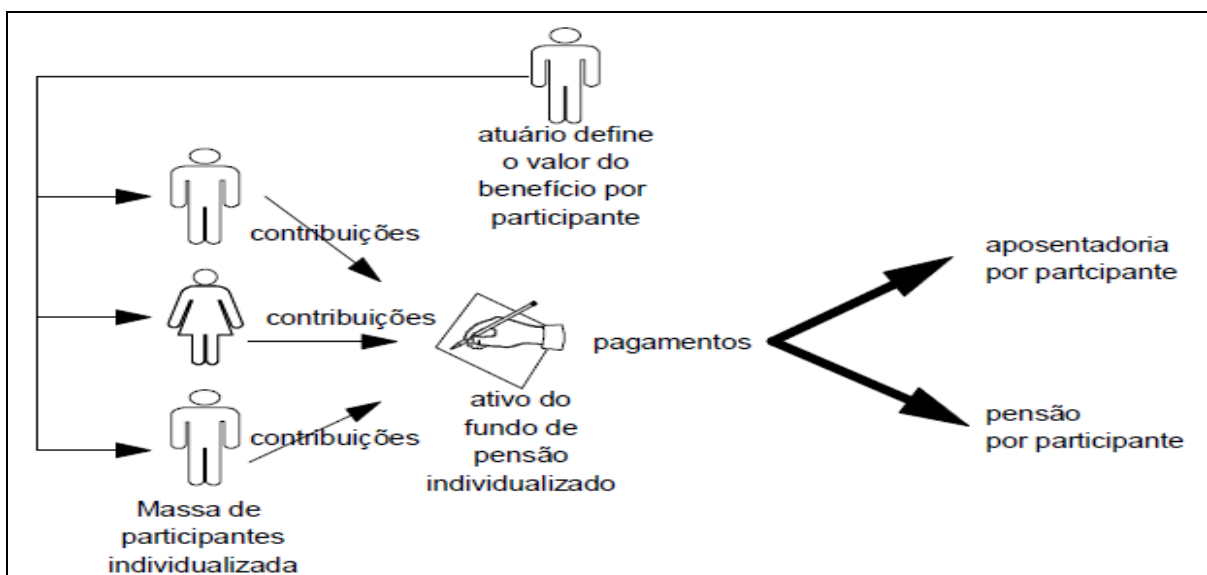 atuário define
o valor do
benefício por
participante
contribuições
contribuições
contribuições
Massa de
participantes
individualizada
ativo do
fundo de
pensão
individualizado
pagamentos
aposentadoria
por partcipante
pensão
por participante